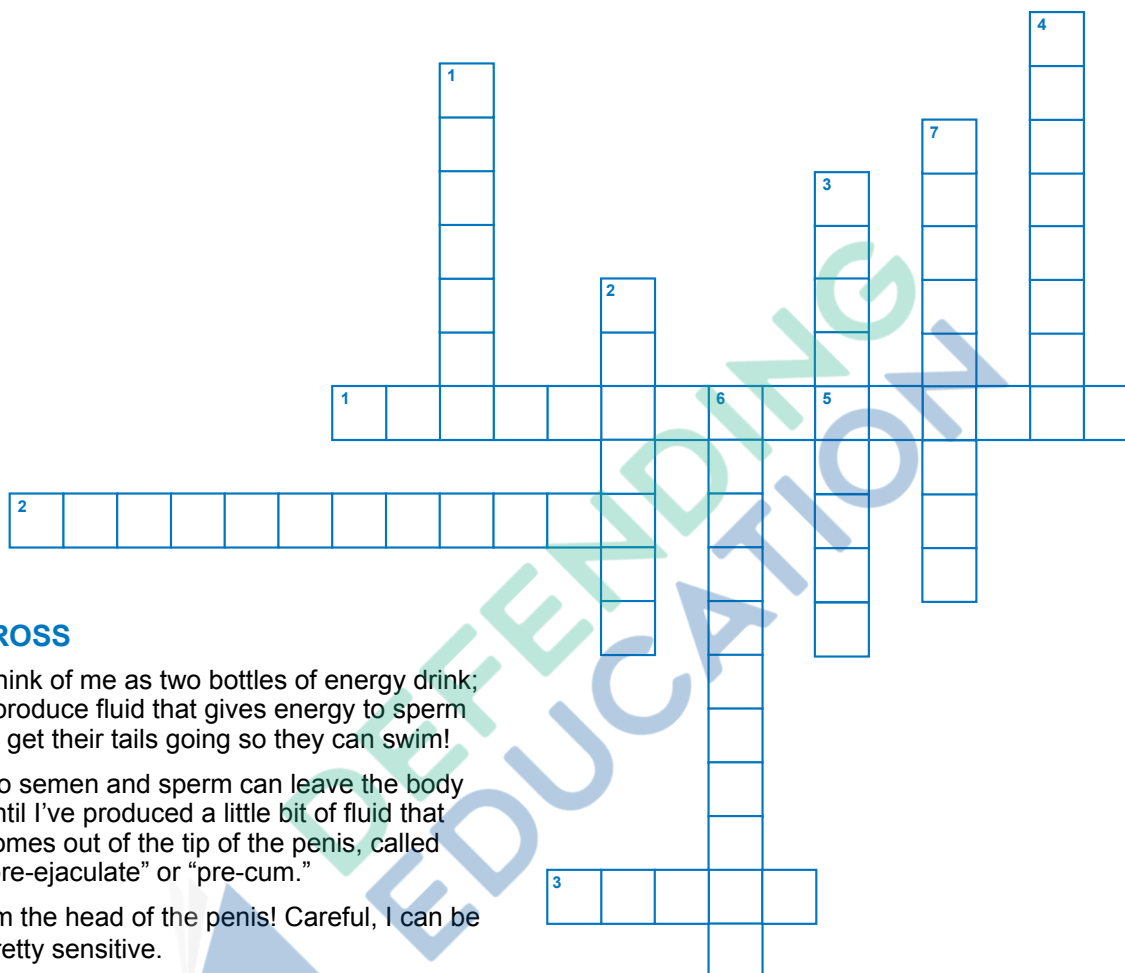 4
1
7
3
2
1 6 5
2
ROSS
hink of me as two bottles of energy drink;
produce fluid that gives energy to sperm
get their tails going so they can swim!
o semen and sperm can leave the body
ntil I've produced a little bit of fluid that
omes out of the tip of the penis, called
pre-ejaculate” or “pre-cum.”
3
m the head of the penis! Careful, I can be
retty sensitive.
DEFENDING
EDUCATION